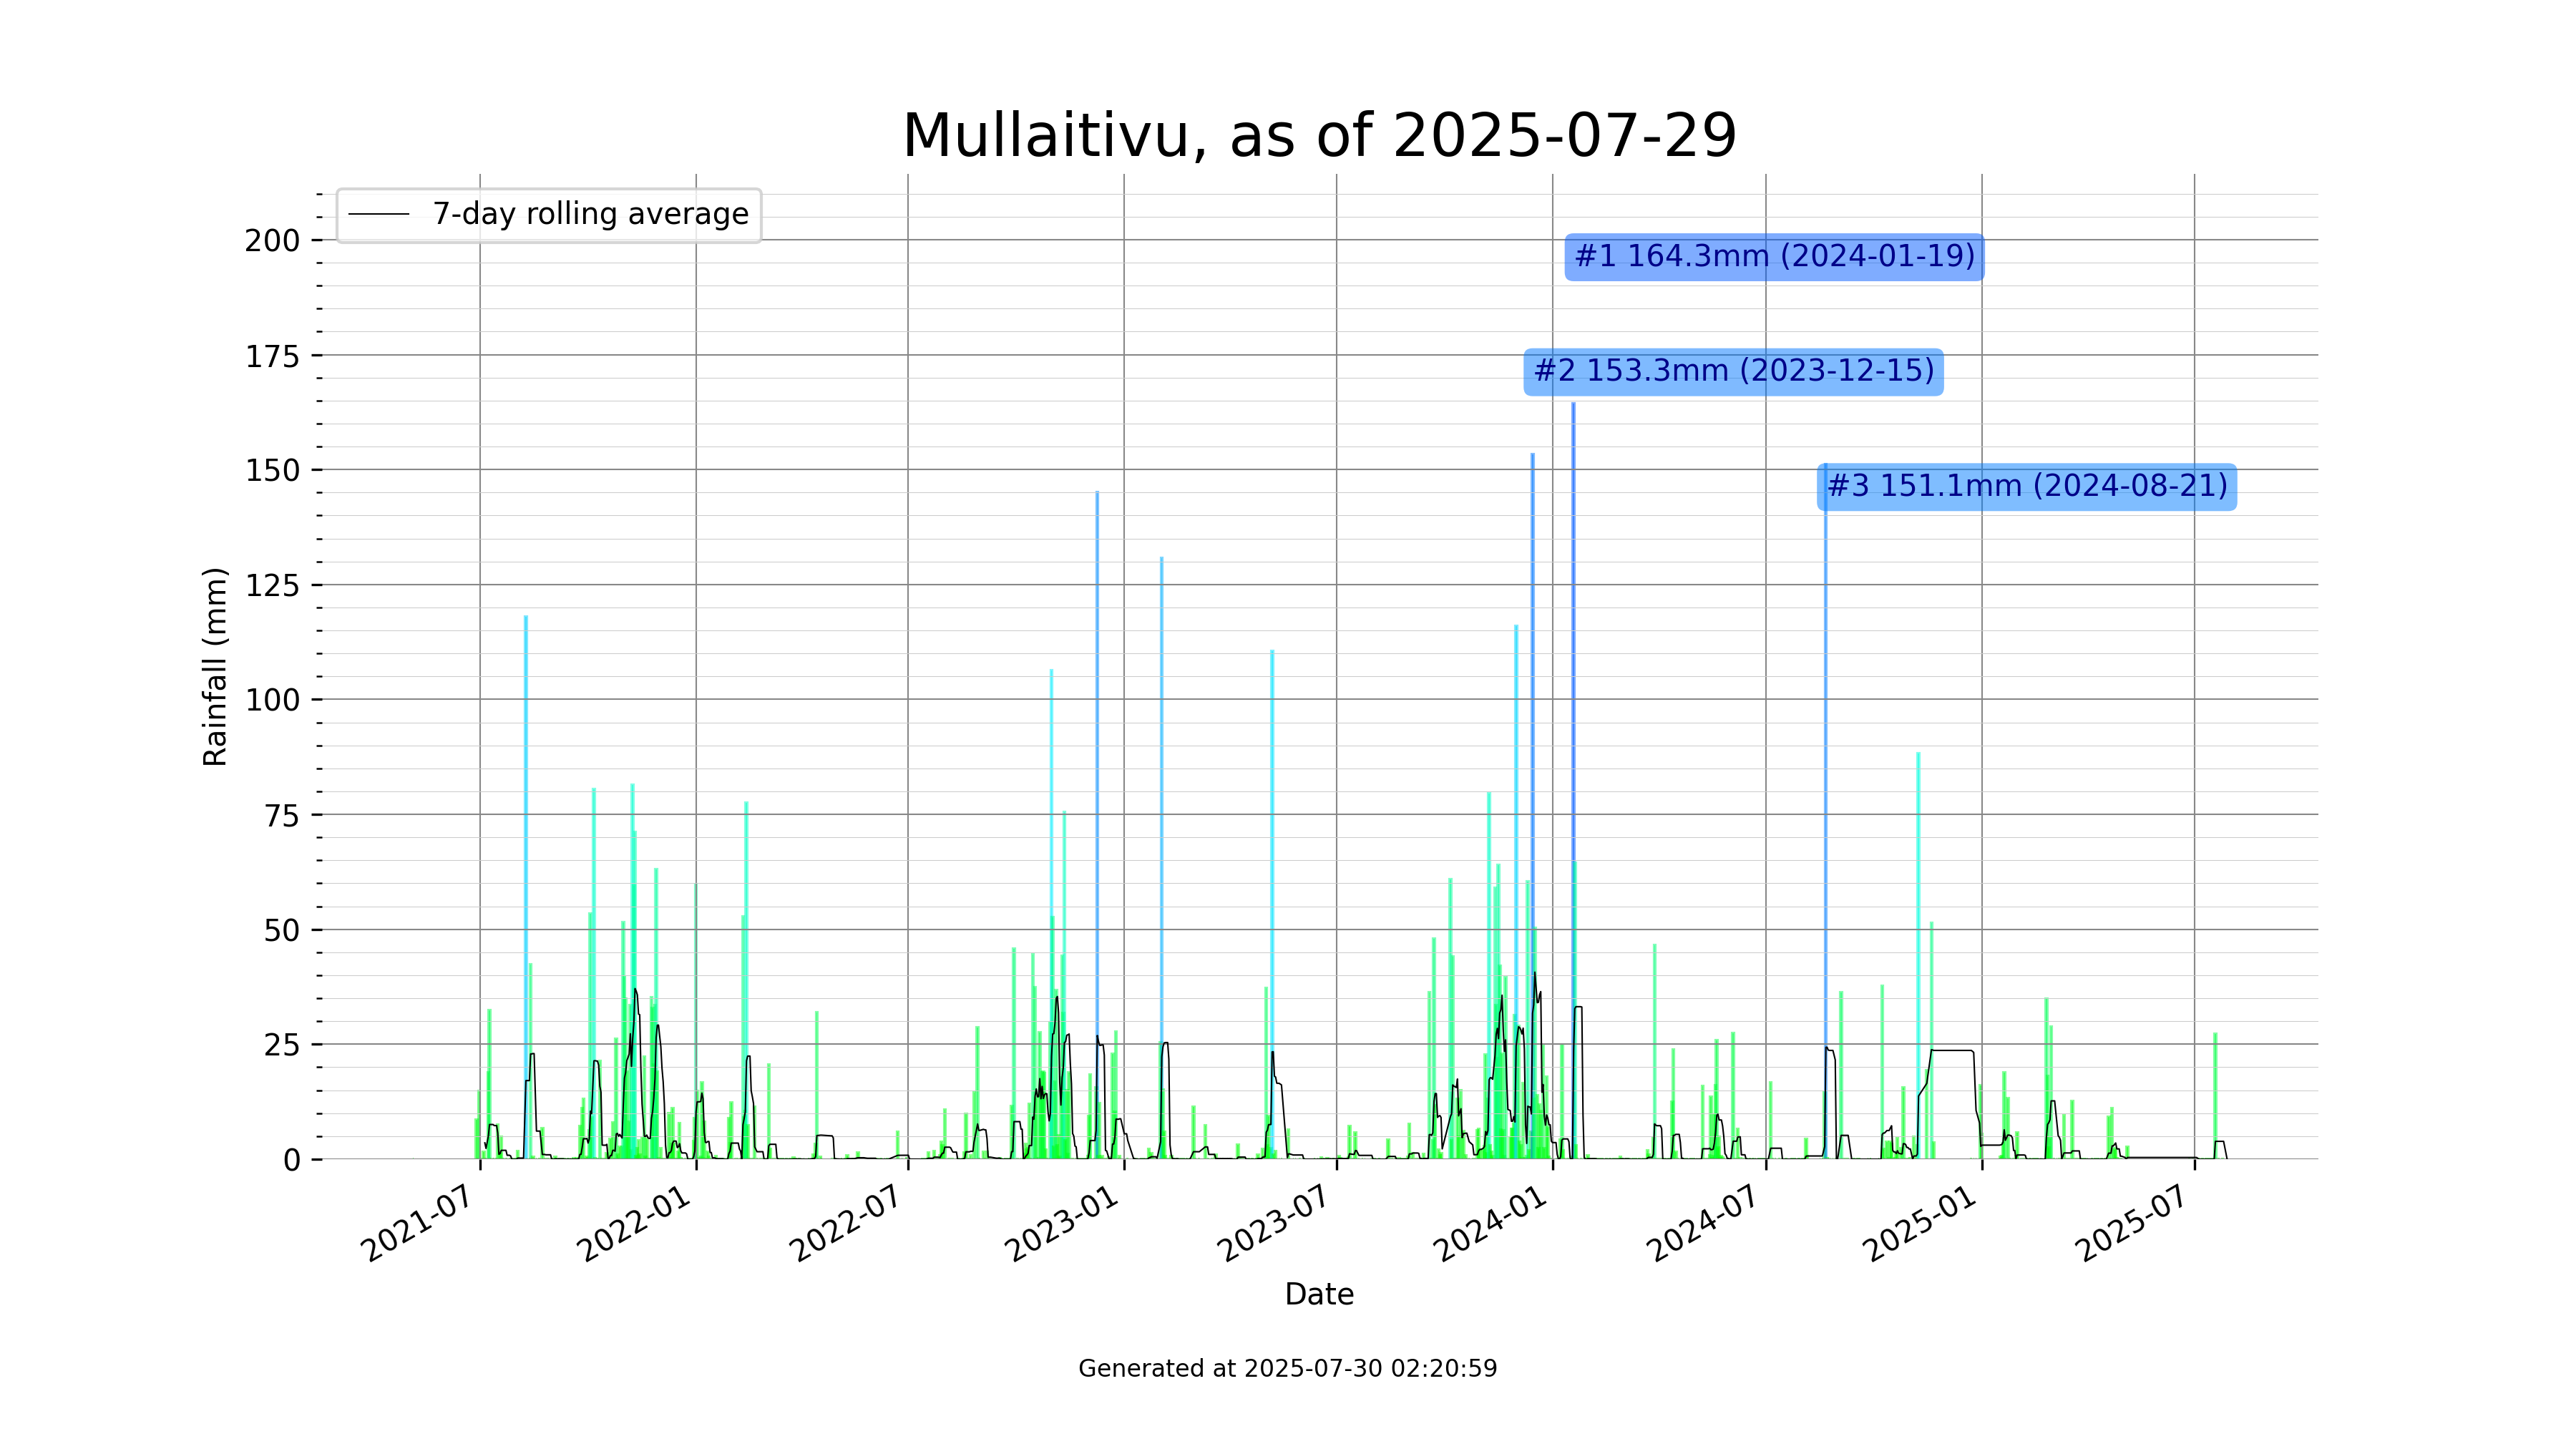 Mullaitivu, as of 2025-07-29
7-day rolling average
200
175
150
125
100
75
50
25
0
Rainfall (mm)
#1 164.3mm (2024-01-19)
#2 153.3mm (2023-12-15)
#3 151.1mm (2024-08-21)
2021-07
2022-01
2022-07
2023-01
2023-07
2024-01
2024-07
2025-01
2025-07
Date
Generated at 2025-07-30 02:20:59